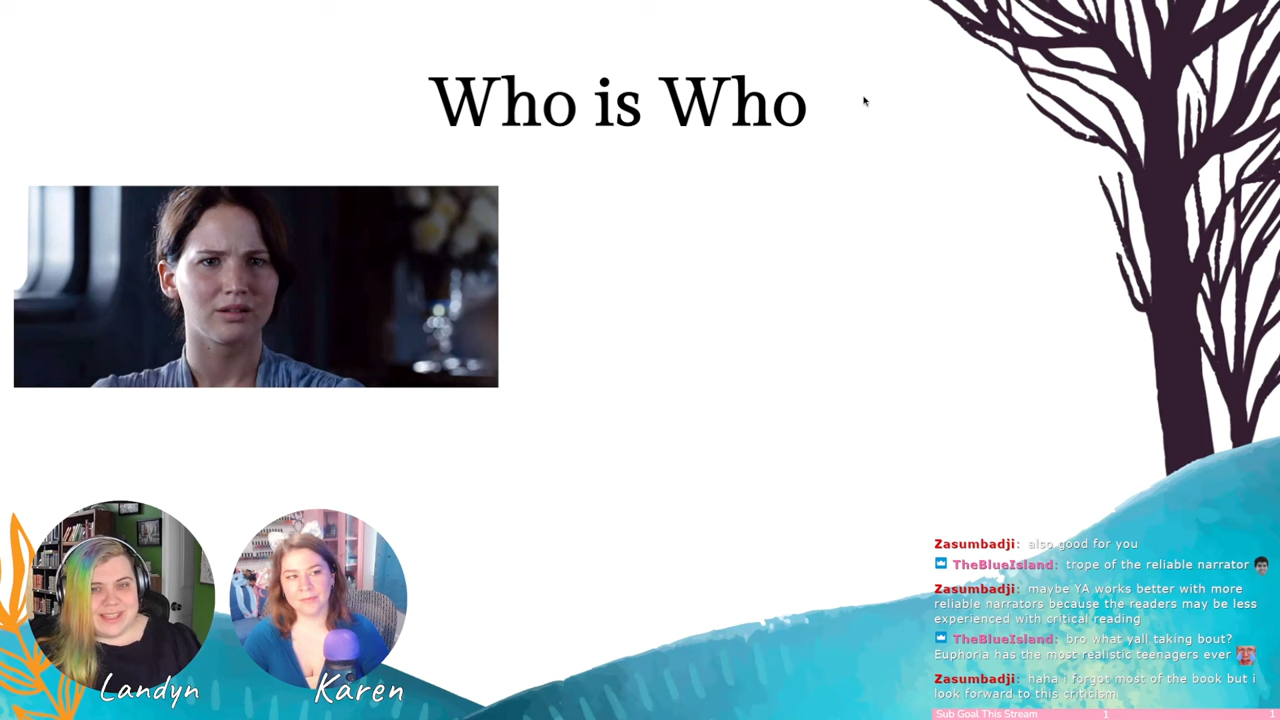 Who is Who
Landyn
Karen
Zasumbadji: also good for you
TheBlueIsland: trope of the reliable narrator
Zasumbadji: maybe YA works better with more
reliable narrators because the readers may be less
experienced with critical reading
TheBlueIsland: bro what yall taking bout?
Euphoria has the most realistic teenagers ever
Zasumbadji: haha i forgot most of the book but i
look forward to this criticism
Sub Goal This Stream 1 1